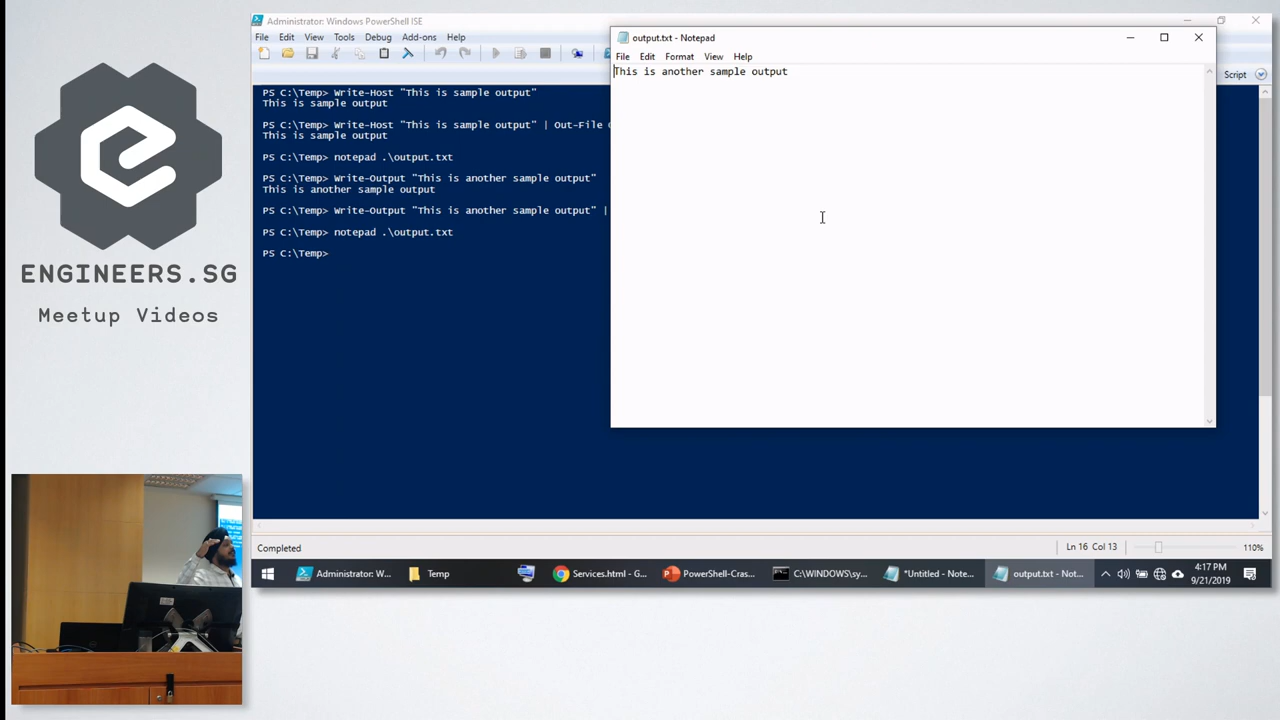 ENGINEERS.SG
Meetup Videos
Administrator: Windows PowerShell ISE
File Edit View Tools Debug Add-ons Help
Script
PS C:\Temp> Write-Host "This is sample output"
This is sample output
PS C:\Temp> Write-Host "This is sample output" | Out-File
This is sample output
PS C:\Temp> notepad .\output.txt
PS C:\Temp> Write-Output "This is another sample output"
This is another sample output
PS C:\Temp> Write-Output "This is another sample output" |
PS C:\Temp> notepad .\output.txt
PS C:\Temp>
output.txt - Notepad
File Edit Format View Help
This is another sample output
Completed
Ln 16 Col 13
110%
Administrator: W...
Temp
Services.html - G...
PowerShell-Cras...
C:\WINDOWS\sy...
*Untitled - Note...
output.txt - Not...
4:17 PM
9/21/2019